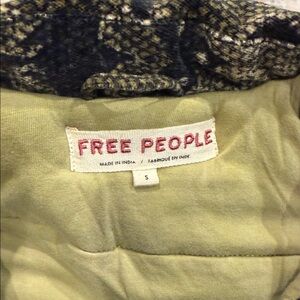 FREE PEOPLE
MADE IN INDIA / FABRIQUÉ EN INDE
S